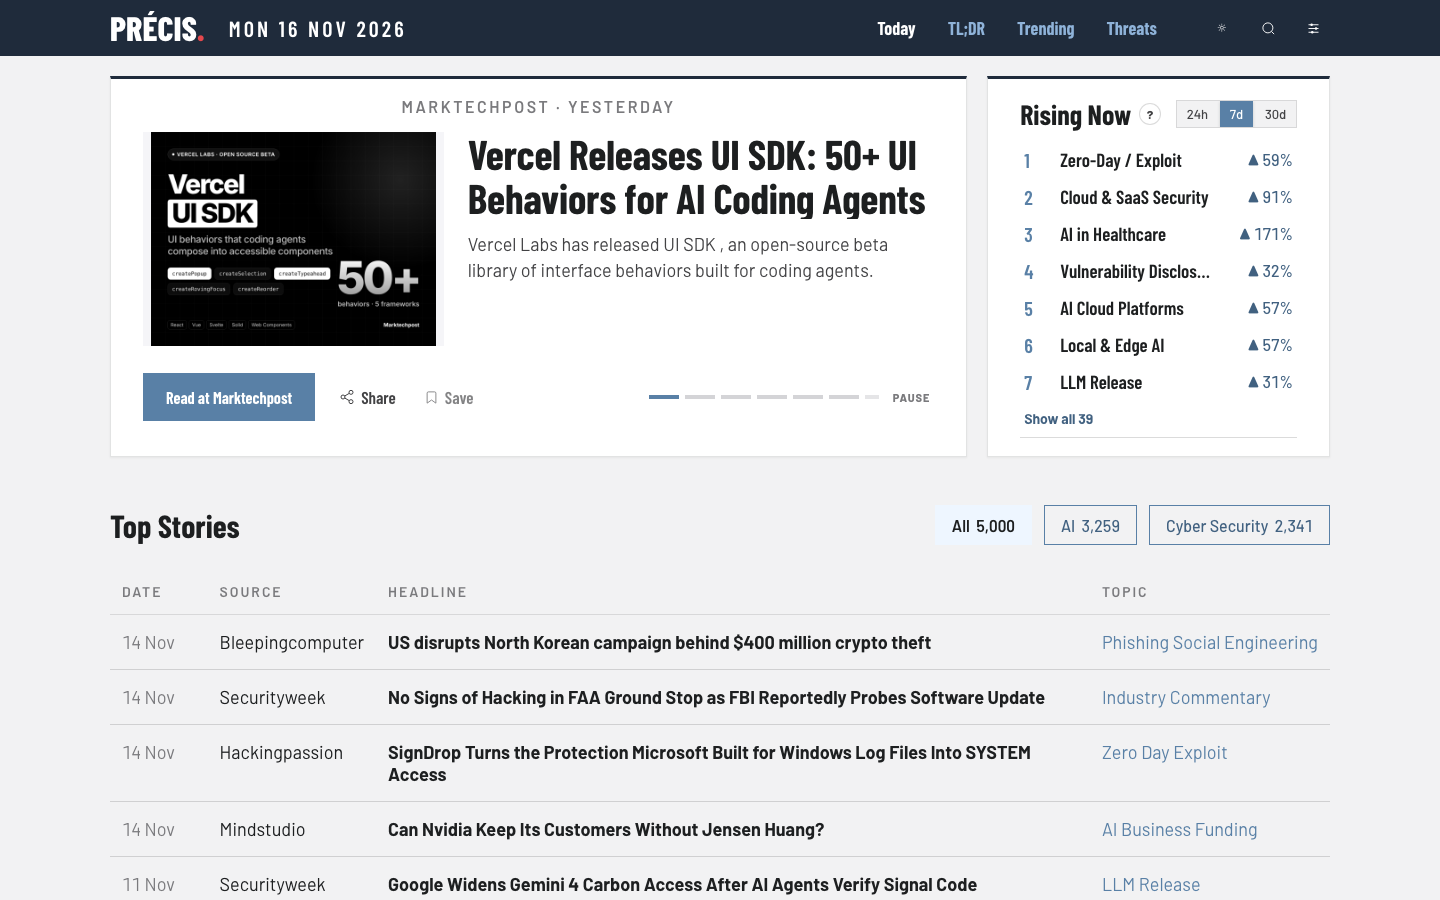 PRÉCIS.
MON 16 NOV 2026
Today
TL;DR
Trending
Threats
MARKTECHPOST · YESTERDAY
VERCEL LABS · OPEN SOURCE BETA
Vercel
UI SDK
UI behaviors that coding agents
compose into accessible components
createPopup
createSelection
createTypeahead
createRovingFocus
createReorder
50+
behaviors · 5 frameworks
React
Vue
Svelte
Solid
Web Components
Marktechpost
Vercel Releases UI SDK: 50+ UI
Behaviors for AI Coding Agents
Vercel Labs has released UI SDK , an open-source beta
library of interface behaviors built for coding agents.
Read at Marktechpost
Share
Save
PAUSE
Rising Now
?
24h
7d
30d
1 Zero-Day / Exploit ▲ 59%
2 Cloud & SaaS Security ▲ 91%
3 AI in Healthcare ▲ 171%
4 Vulnerability Disclos... ▲ 32%
5 AI Cloud Platforms ▲ 57%
6 Local & Edge AI ▲ 57%
7 LLM Release ▲ 31%
Show all 39
Top Stories
All 5,000
AI 3,259
Cyber Security 2,341
DATE SOURCE HEADLINE TOPIC
14 Nov Bleepingcomputer US disrupts North Korean campaign behind $400 million crypto theft Phishing Social Engineering
14 Nov Securityweek No Signs of Hacking in FAA Ground Stop as FBI Reportedly Probes Software Update Industry Commentary
14 Nov Hackingpassion SignDrop Turns the Protection Microsoft Built for Windows Log Files Into SYSTEM Zero Day Exploit
Access
14 Nov Mindstudio Can Nvidia Keep Its Customers Without Jensen Huang? AI Business Funding
11 Nov Securityweek Google Widens Gemini 4 Carbon Access After AI Agents Verify Signal Code LLM Release